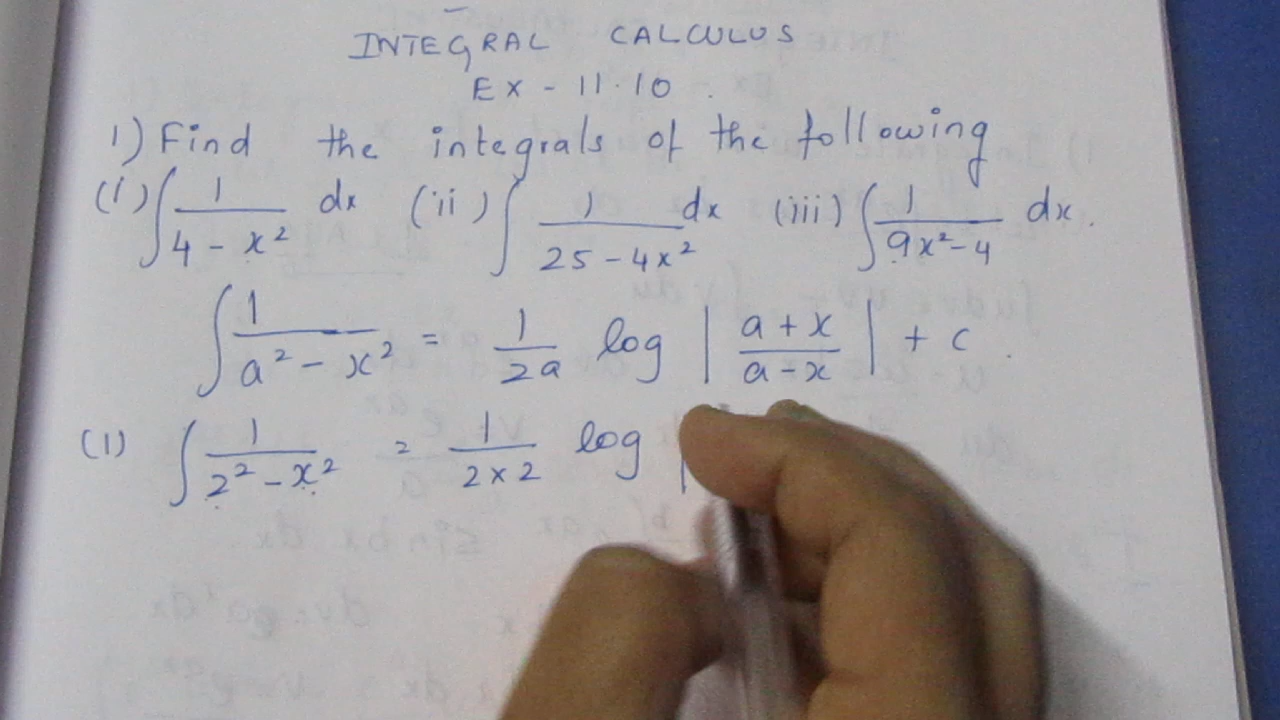 INTEGRAL CALCULUS
EX - 11.10.
1) Find the integrals of the following
(i) ∫ 1/(4 - x²) dx (ii) ∫ 1/(25 - 4x²) dx (iii) ∫ 1/(9x² - 4) dx.
∫ 1/(a² - x²) = 1/(2a) log |(a + x)/(a - x)| + c.
(1) ∫ 1/(2² - x²) = 1/(2 × 2) log |